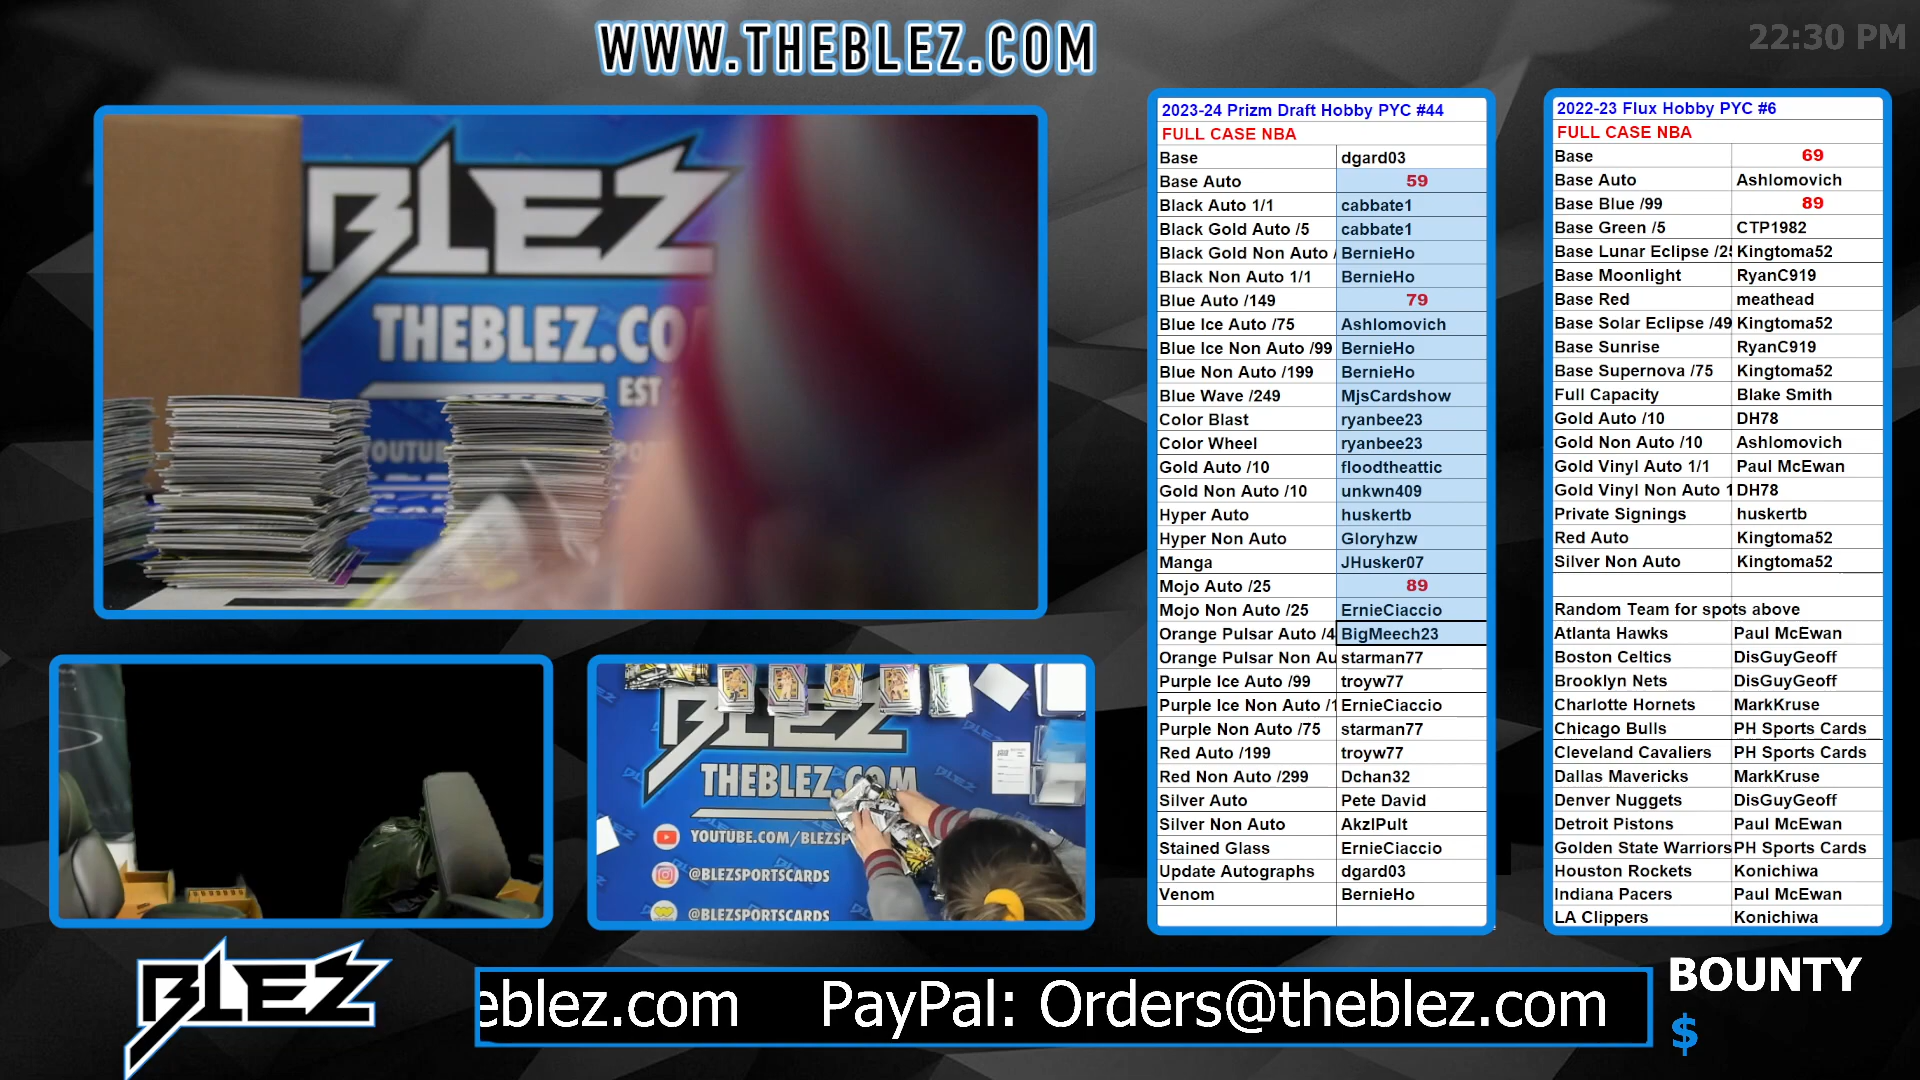 WWW.THEBLEZ.COM
22:30 PM
BLEZ
THEBLEZ.CO
EST
2023-24 Prizm Draft Hobby PYC #44
FULL CASE NBA
Base dgard03
Base Auto 59
Black Auto 1/1 cabbate1
Black Gold Auto /5 cabbate1
Black Gold Non Auto / BernieHo
Black Non Auto 1/1 BernieHo
Blue Auto /149 79
Blue Ice Auto /75 Ashlomovich
Blue Ice Non Auto /99 BernieHo
Blue Non Auto /199 BernieHo
Blue Wave /249 MjsCardshow
Color Blast ryanbee23
Color Wheel ryanbee23
Gold Auto /10 floodtheattic
Gold Non Auto /10 unkwn409
Hyper Auto huskertb
Hyper Non Auto Gloryhzw
Manga JHusker07
Mojo Auto /25 89
Mojo Non Auto /25 ErnieCiaccio
Orange Pulsar Auto /4 BigMeech23
Orange Pulsar Non Au starman77
Purple Ice Auto /99 troyw77
Purple Ice Non Auto /1 ErnieCiaccio
Purple Non Auto /75 starman77
Red Auto /199 troyw77
Red Non Auto /299 Dchan32
Silver Auto Pete David
Silver Non Auto AkzlPult
Stained Glass ErnieCiaccio
Update Autographs dgard03
Venom BernieHo
2022-23 Flux Hobby PYC #6
FULL CASE NBA
Base 69
Base Auto Ashlomovich
Base Blue /99 89
Base Green /5 CTP1982
Base Lunar Eclipse /25 Kingtoma52
Base Moonlight RyanC919
Base Red meathead
Base Solar Eclipse /49 Kingtoma52
Base Sunrise RyanC919
Base Supernova /75 Kingtoma52
Full Capacity Blake Smith
Gold Auto /10 DH78
Gold Non Auto /10 Ashlomovich
Gold Vinyl Auto 1/1 Paul McEwan
Gold Vinyl Non Auto 1 DH78
Private Signings huskertb
Red Auto Kingtoma52
Silver Non Auto Kingtoma52
Random Team for spots above
Atlanta Hawks Paul McEwan
Boston Celtics DisGuyGeoff
Brooklyn Nets DisGuyGeoff
Charlotte Hornets MarkKruse
Chicago Bulls PH Sports Cards
Cleveland Cavaliers PH Sports Cards
Dallas Mavericks MarkKruse
Denver Nuggets DisGuyGeoff
Detroit Pistons Paul McEwan
Golden State Warriors PH Sports Cards
Houston Rockets Konichiwa
Indiana Pacers Paul McEwan
LA Clippers Konichiwa
BLEZ
THEBLEZ.COM
YOUTUBE.COM/BLEZSP
@BLEZSPORTSCARDS
@BLEZSPORTSCARDS
BLEZ
eblez.com PayPal: Orders@theblez.com
BOUNTY
$